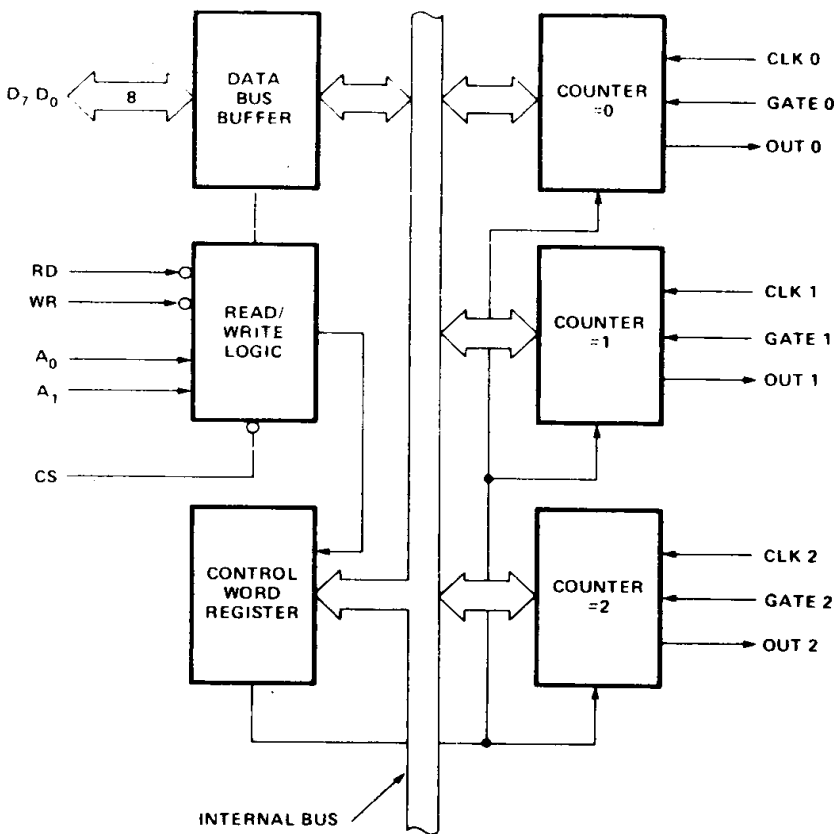 D₇ D₀
8
DATA
BUS
BUFFER
COUNTER
=0
CLK 0
GATE 0
OUT 0
RD
WR
A₀
A₁
CS
READ/
WRITE
LOGIC
COUNTER
=1
CLK 1
GATE 1
OUT 1
CONTROL
WORD
REGISTER
COUNTER
=2
CLK 2
GATE 2
OUT 2
INTERNAL BUS